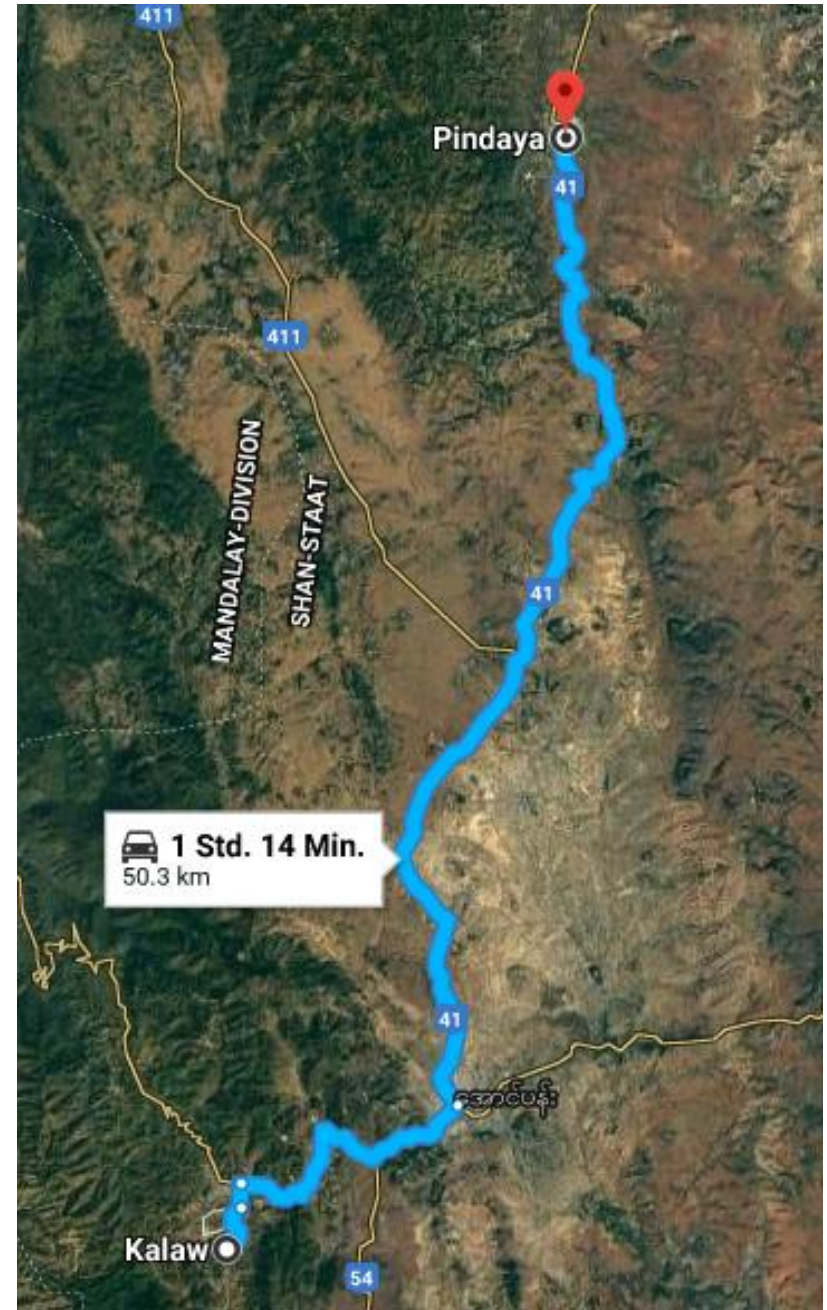 411
Pindaya
41
411
MANDALAY-DIVISION
SHAN-STAAT
41
1 Std. 14 Min.
50.3 km
41
အောင်ပန်း
Kalaw
54